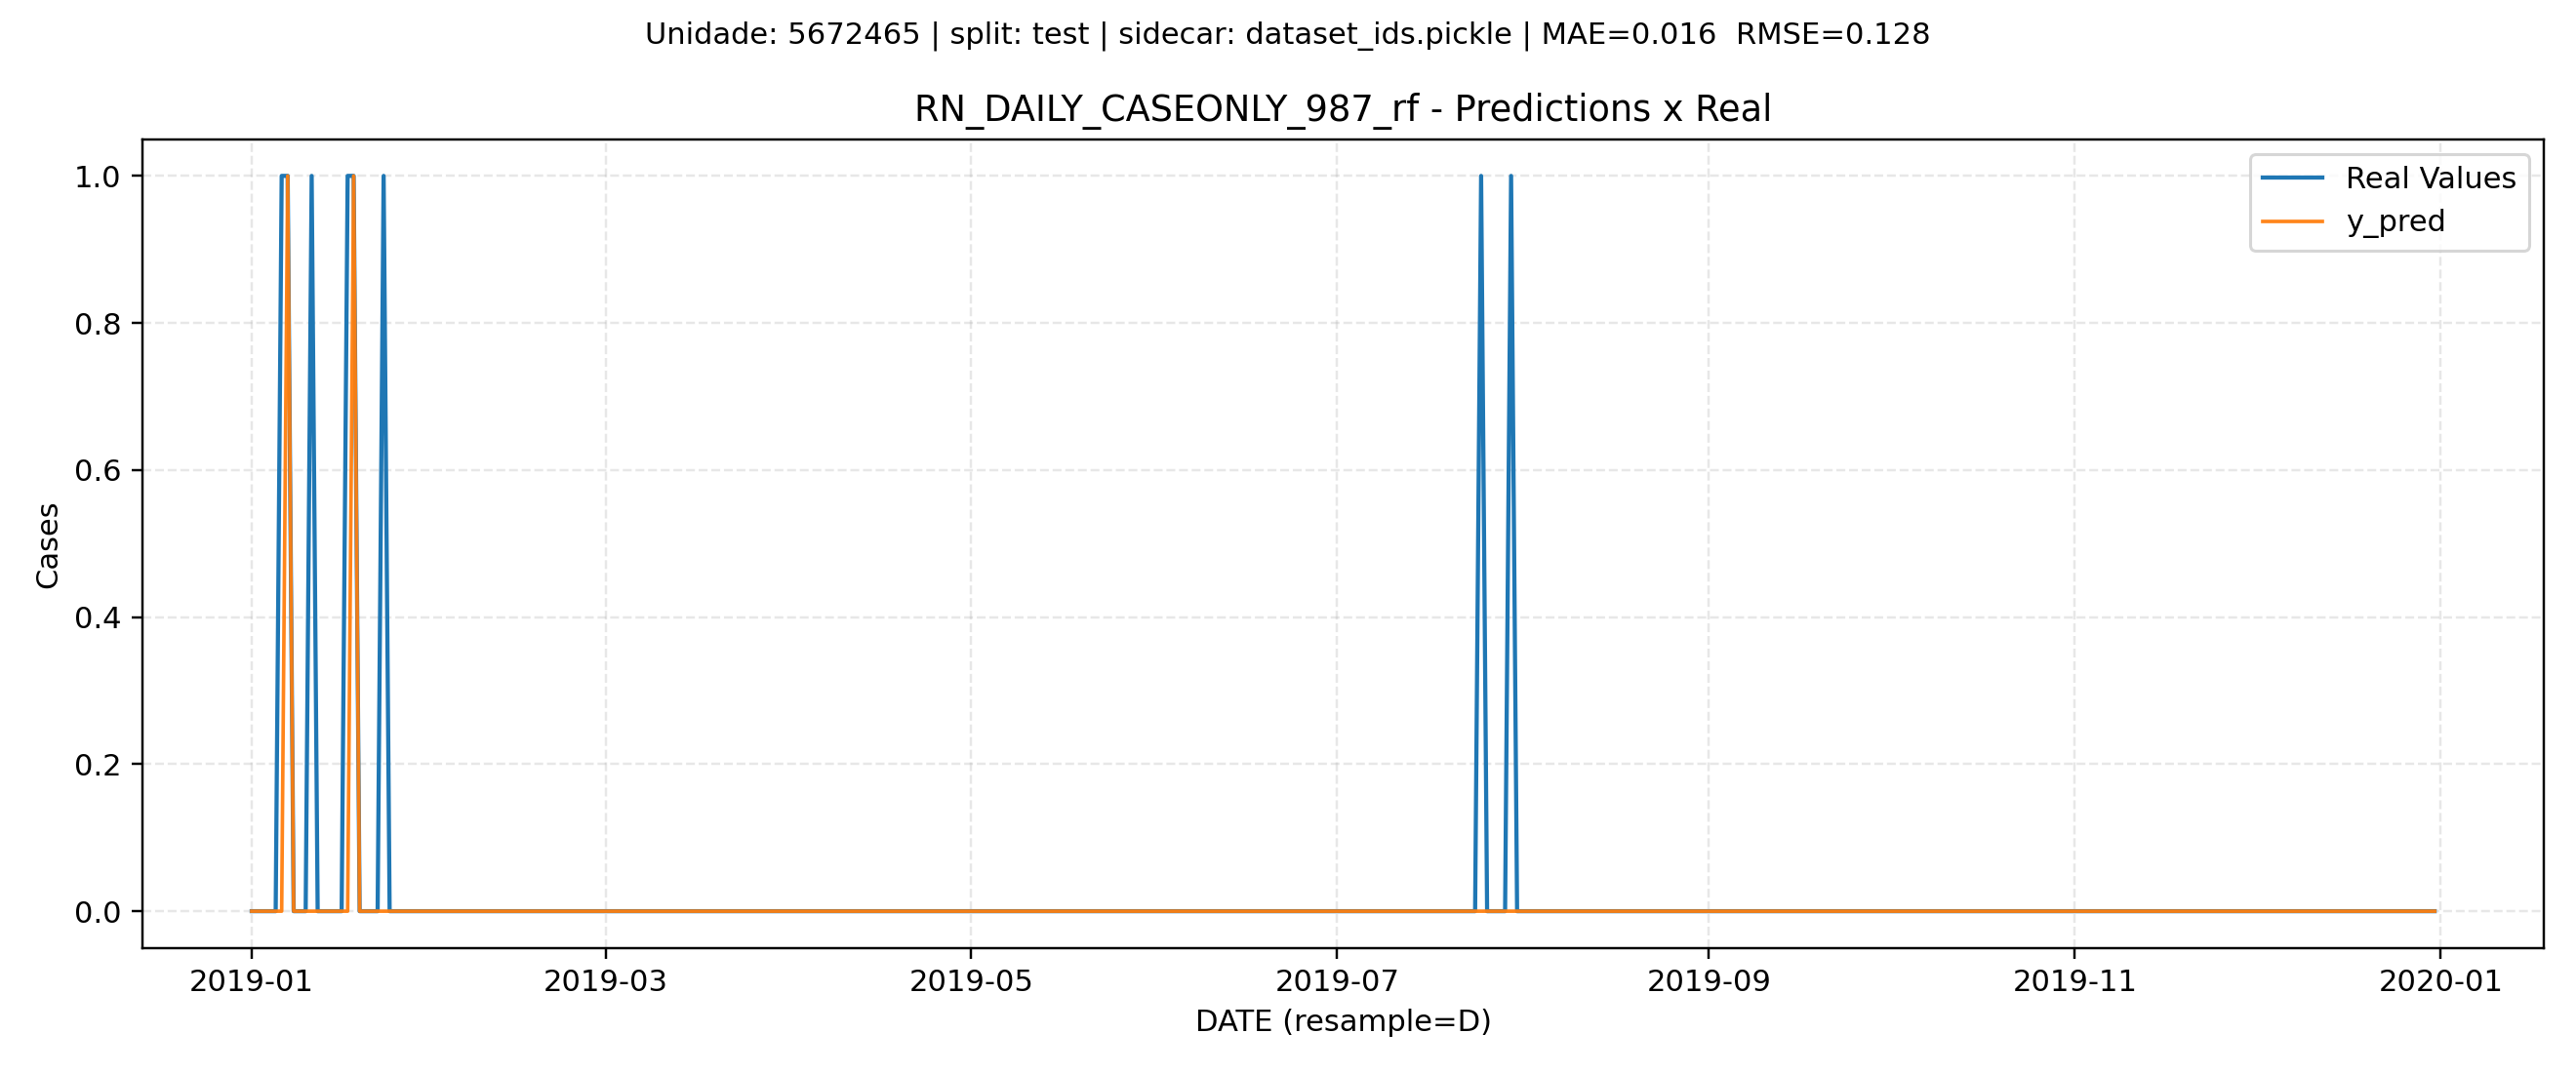 Unidade: 5672465 | split: test | sidecar: dataset_ids.pickle | MAE=0.016  RMSE=0.128
RN_DAILY_CASEONLY_987_rf - Predictions x Real
Real Values
y_pred
1.0
0.8
0.6
0.4
0.2
0.0
Cases
2019-01 2019-03 2019-05 2019-07 2019-09 2019-11 2020-01
DATE (resample=D)